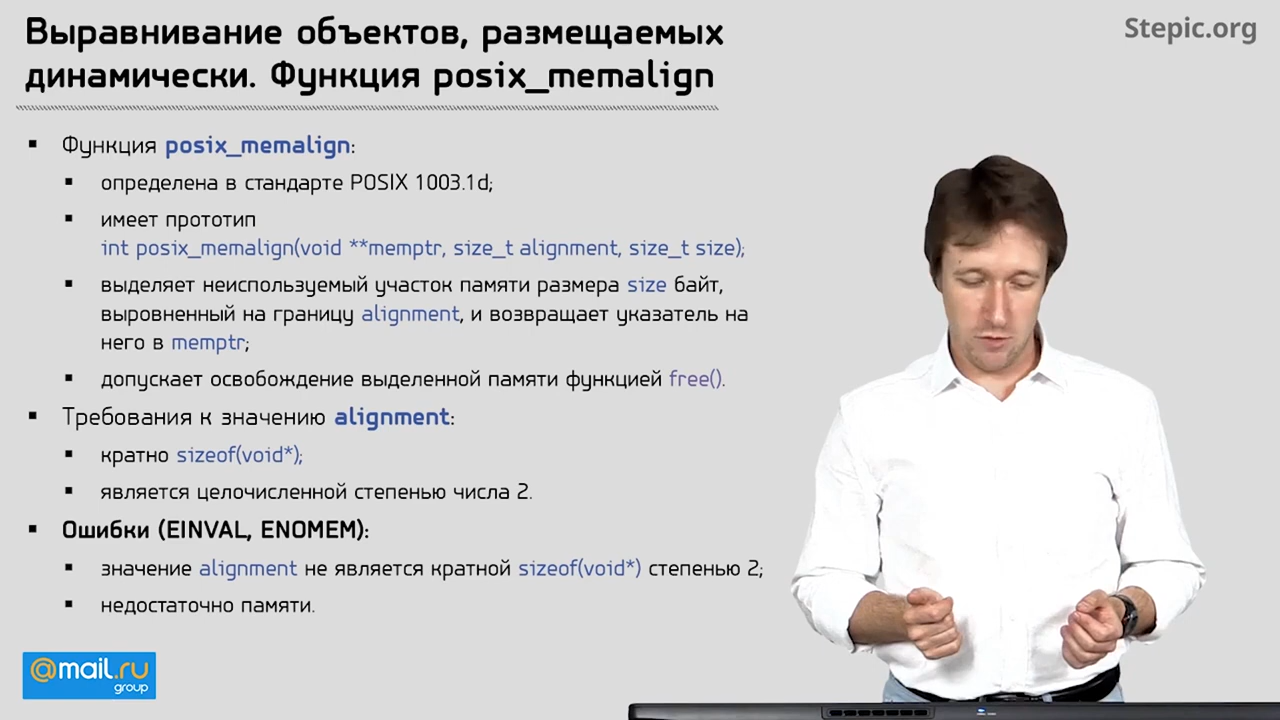 Выравнивание объектов, размещаемых
динамически. Функция posix_memalign
Stepic.org
▪ Функция posix_memalign:
▪ определена в стандарте POSIX 1003.1d;
▪ имеет прототип
int posix_memalign(void **memptr, size_t alignment, size_t size);
▪ выделяет неиспользуемый участок памяти размера size байт,
выровненный на границу alignment, и возвращает указатель на
него в memptr;
▪ допускает освобождение выделенной памяти функцией free().
▪ Требования к значению alignment:
▪ кратно sizeof(void*);
▪ является целочисленной степенью числа 2.
▪ Ошибки (EINVAL, ENOMEM):
▪ значение alignment не является кратной sizeof(void*) степенью 2;
▪ недостаточно памяти.
@mail.ru
group